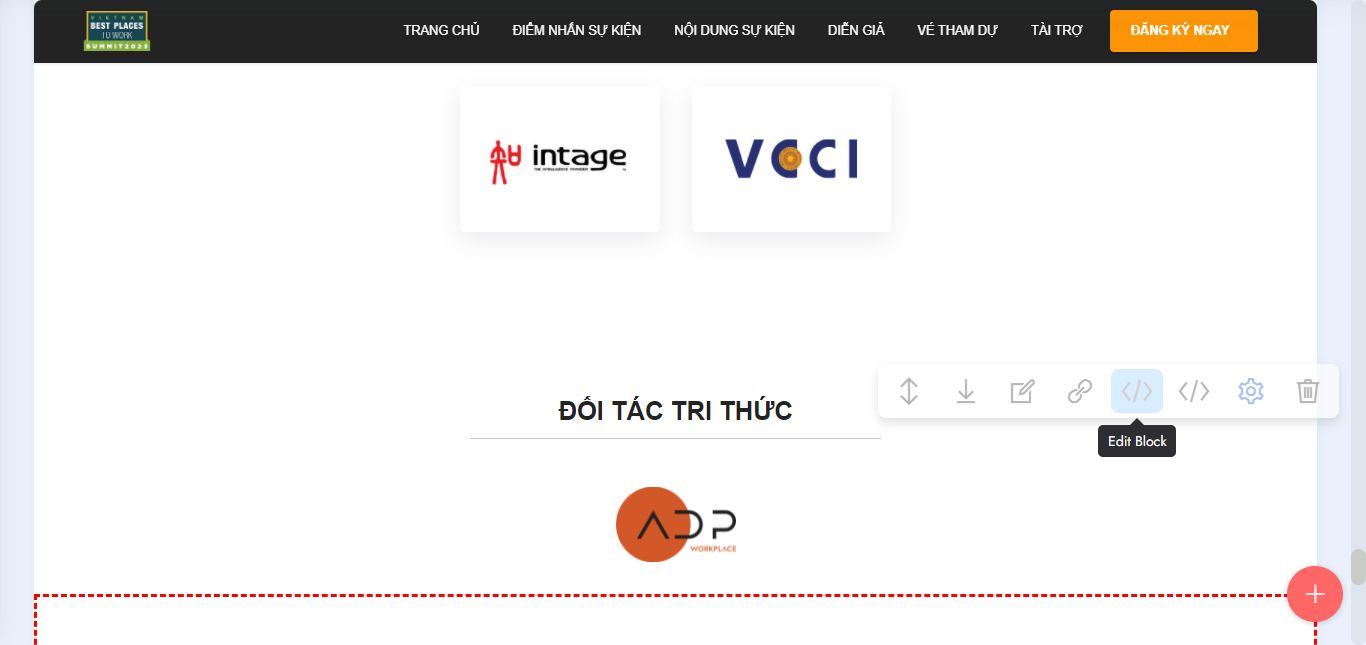 VIETNAM
BEST PLACES
TO WORK
SUMMIT2023
TRANG CHỦ
ĐIỂM NHẤN SỰ KIỆN
NỘI DUNG SỰ KIỆN
DIỄN GIẢ
VÉ THAM DỰ
TÀI TRỢ
ĐĂNG KÝ NGAY
intage
THE INTELLIGENCE PROVIDER
VCCI
ĐỐI TÁC TRI THỨC
Edit Block
ADP
WORKPLACE